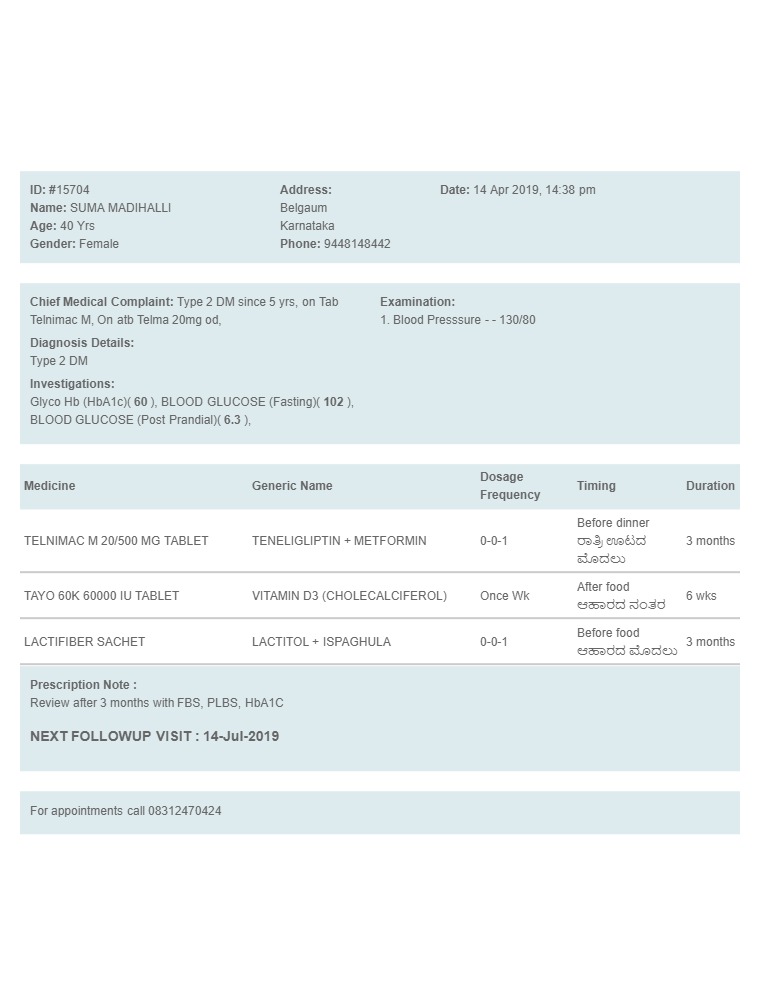 ID: #15704
Name: SUMA MADIHALLI
Age: 40 Yrs
Gender: Female
Address:
Belgaum
Karnataka
Phone: 9448148442
Date: 14 Apr 2019, 14:38 pm
Chief Medical Complaint: Type 2 DM since 5 yrs, on Tab
Telnimac M, On atb Telma 20mg od,
Diagnosis Details:
Type 2 DM
Investigations:
Glyco Hb (HbA1c)( 60 ), BLOOD GLUCOSE (Fasting)( 102 ),
BLOOD GLUCOSE (Post Prandial)( 6.3 ),
Examination:
1. Blood Presssure - - 130/80
Medicine Generic Name Dosage Frequency Timing Duration
TELNIMAC M 20/500 MG TABLET TENELIGLIPTIN + METFORMIN 0-0-1 Before dinner ರಾತ್ರಿ ಊಟದ ಮೊದಲು 3 months
TAYO 60K 60000 IU TABLET VITAMIN D3 (CHOLECALCIFEROL) Once Wk After food ಆಹಾರದ ನಂತರ 6 wks
LACTIFIBER SACHET LACTITOL + ISPAGHULA 0-0-1 Before food ಆಹಾರದ ಮೊದಲು 3 months
Prescription Note :
Review after 3 months with FBS, PLBS, HbA1C
NEXT FOLLOWUP VISIT : 14-Jul-2019
For appointments call 08312470424